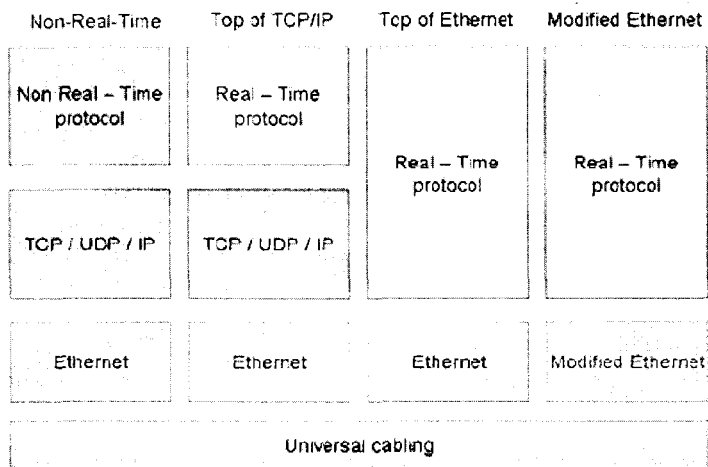 Non-Real-Time Top of TCP/IP Top of Ethernet Modified Ethernet
Non Real – Time
protocol
Real – Time
protocol
Real – Time
protocol
Real – Time
protocol
TCP / UDP / IP
TCP / UDP / IP
Ethernet
Ethernet
Ethernet
Modified Ethernet
Universal cabling